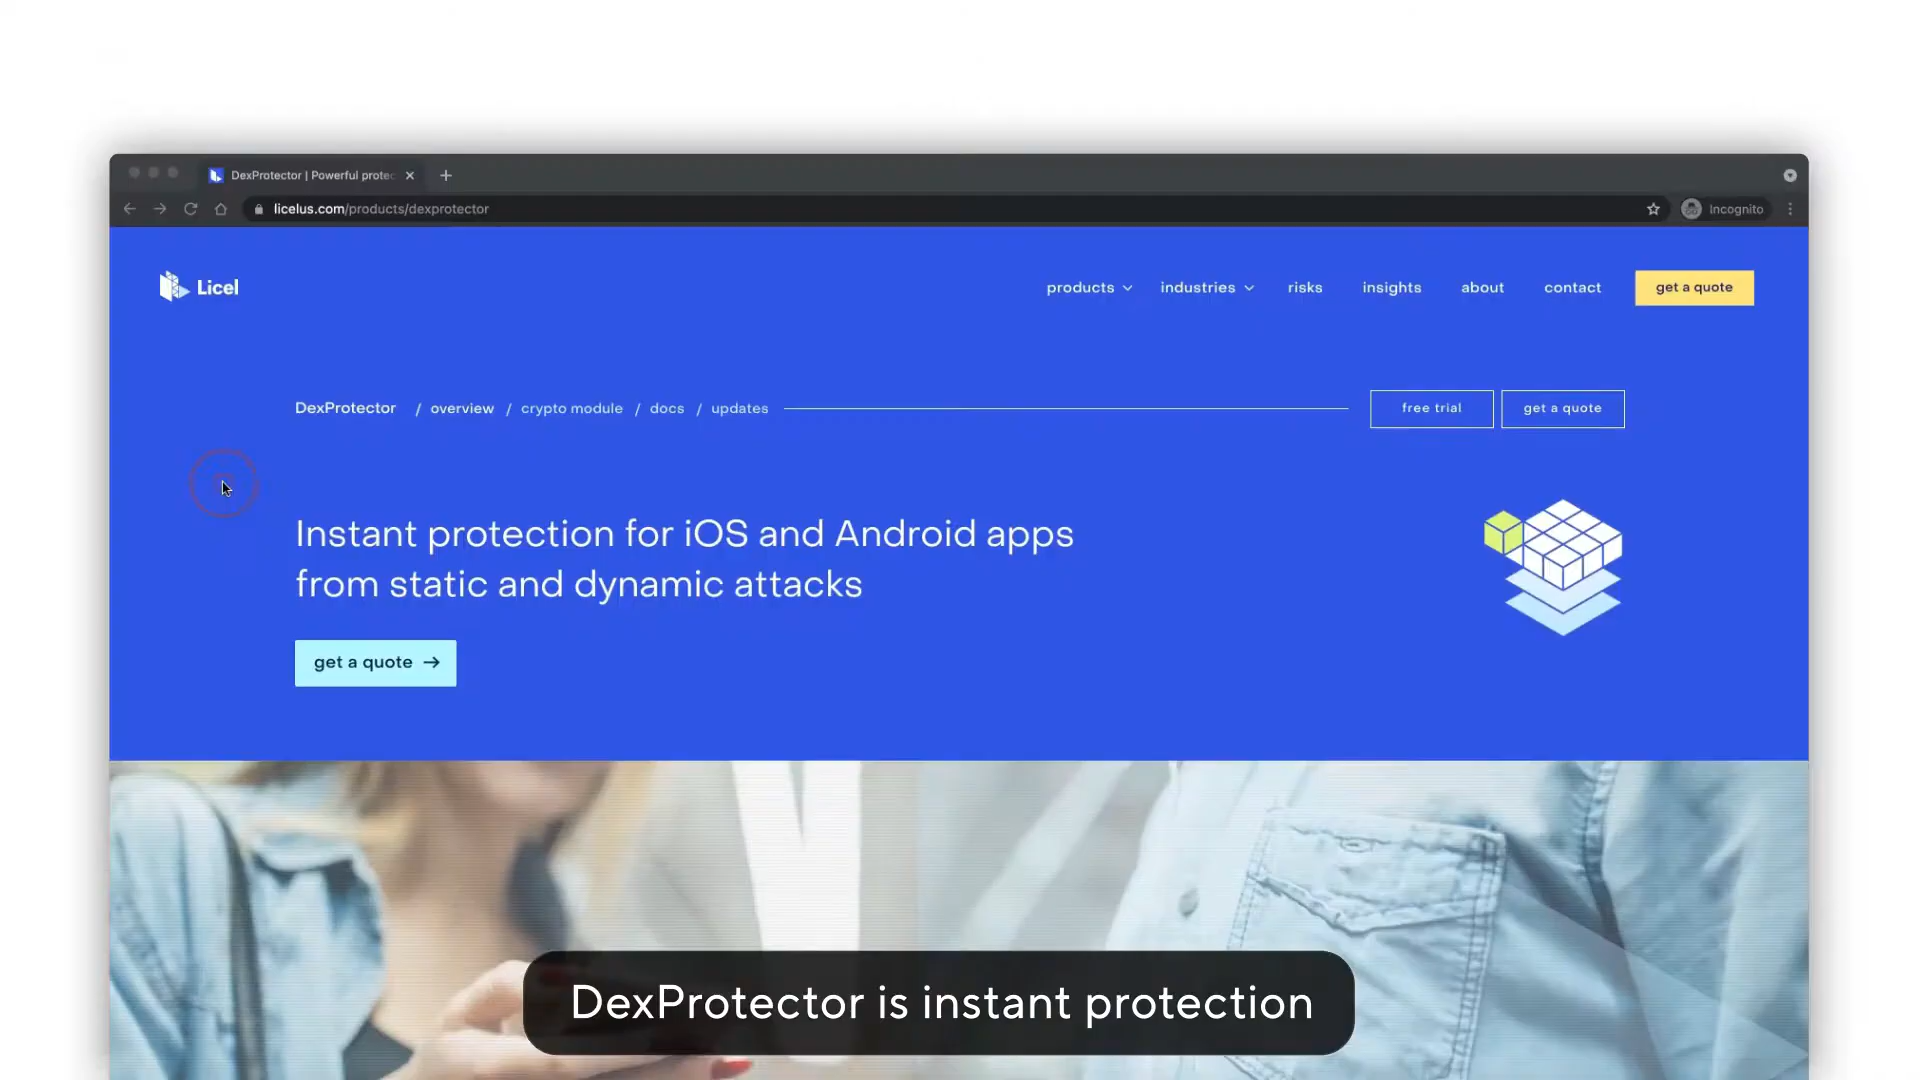 DexProtector | Powerful protec
licelus.com/products/dexprotector
Incognito
Licel
products
industries
risks
insights
about
contact
get a quote
DexProtector / overview / crypto module / docs / updates
free trial
get a quote
Instant protection for iOS and Android apps
from static and dynamic attacks
get a quote →
DexProtector is instant protection